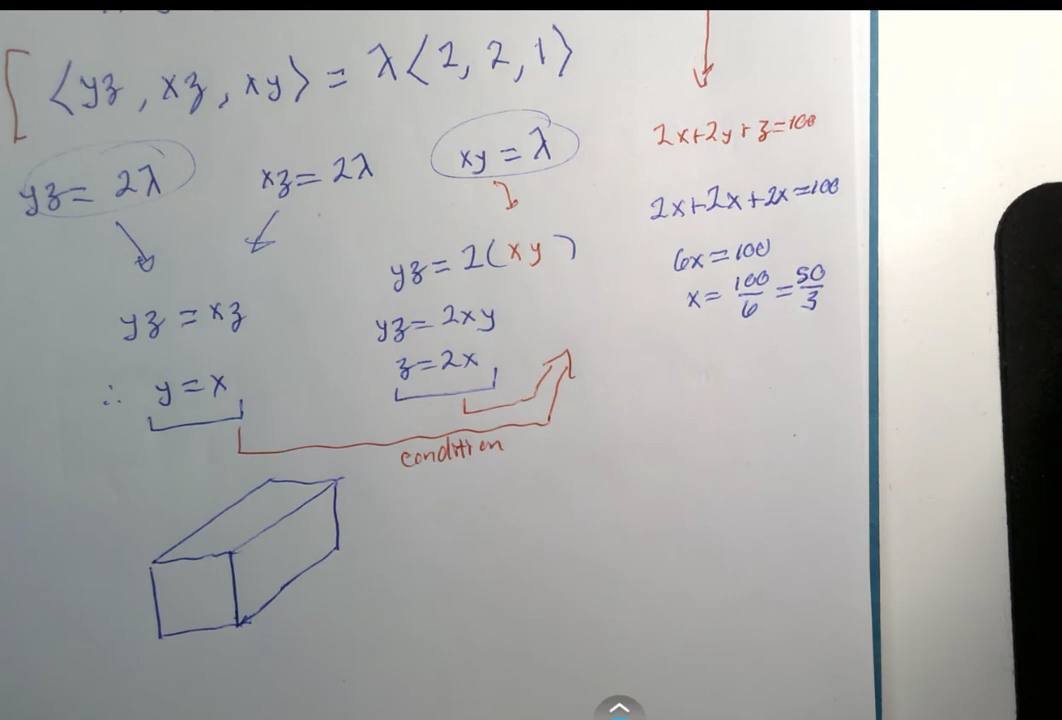 ⟨yz, xz, xy⟩ = λ⟨2, 2, 1⟩
yz = 2λ
xz = 2λ
xy = λ
yz = xz
∴ y = x
yz = 2(xy)
yz = 2xy
z = 2x
condition
2x+2y+z=100
2x+2x+2x=100
6x=100
x = 100/6 = 50/3